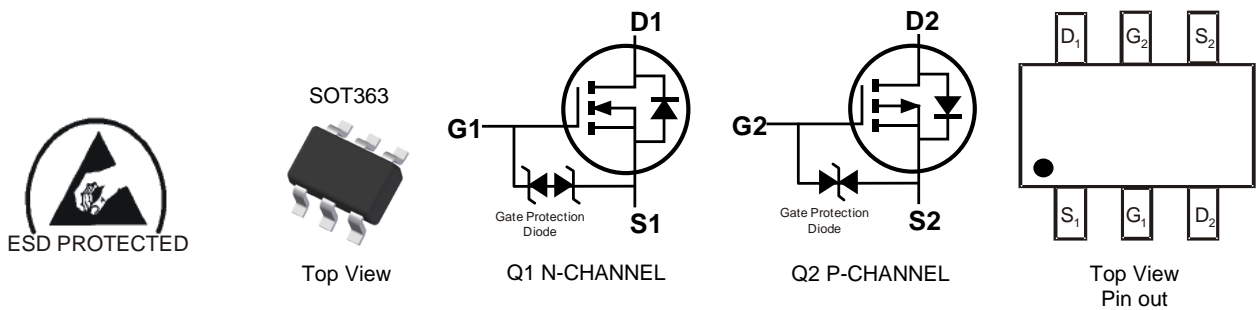 ESD PROTECTED
SOT363
Top View
D1
G1
S1
Gate Protection
Diode
Q1 N-CHANNEL
D2
G2
S2
Gate Protection
Diode
Q2 P-CHANNEL
D₁ G₂ S₂
S₁ G₁ D₂
Top View
Pin out